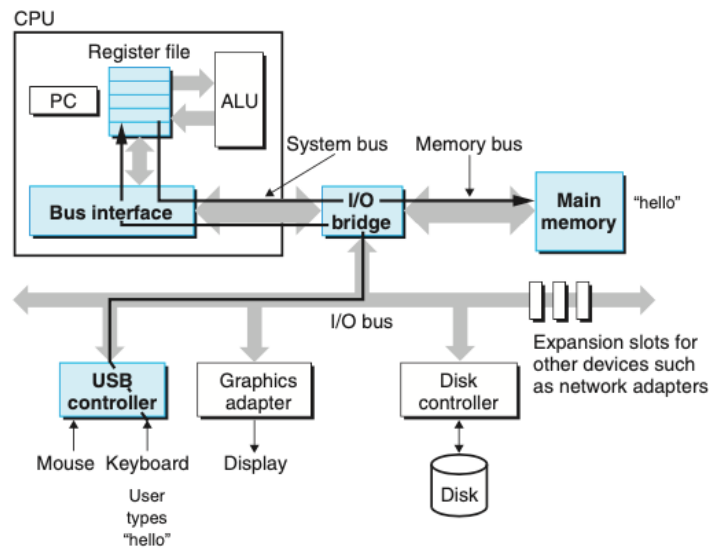 CPU
Register file
PC
ALU
System bus
Memory bus
Bus interface
I/O
bridge
Main
memory
“hello”
I/O bus
Expansion slots for
other devices such
as network adapters
USB
controller
Graphics
adapter
Disk
controller
Mouse
Keyboard
Display
User
types
“hello”
Disk